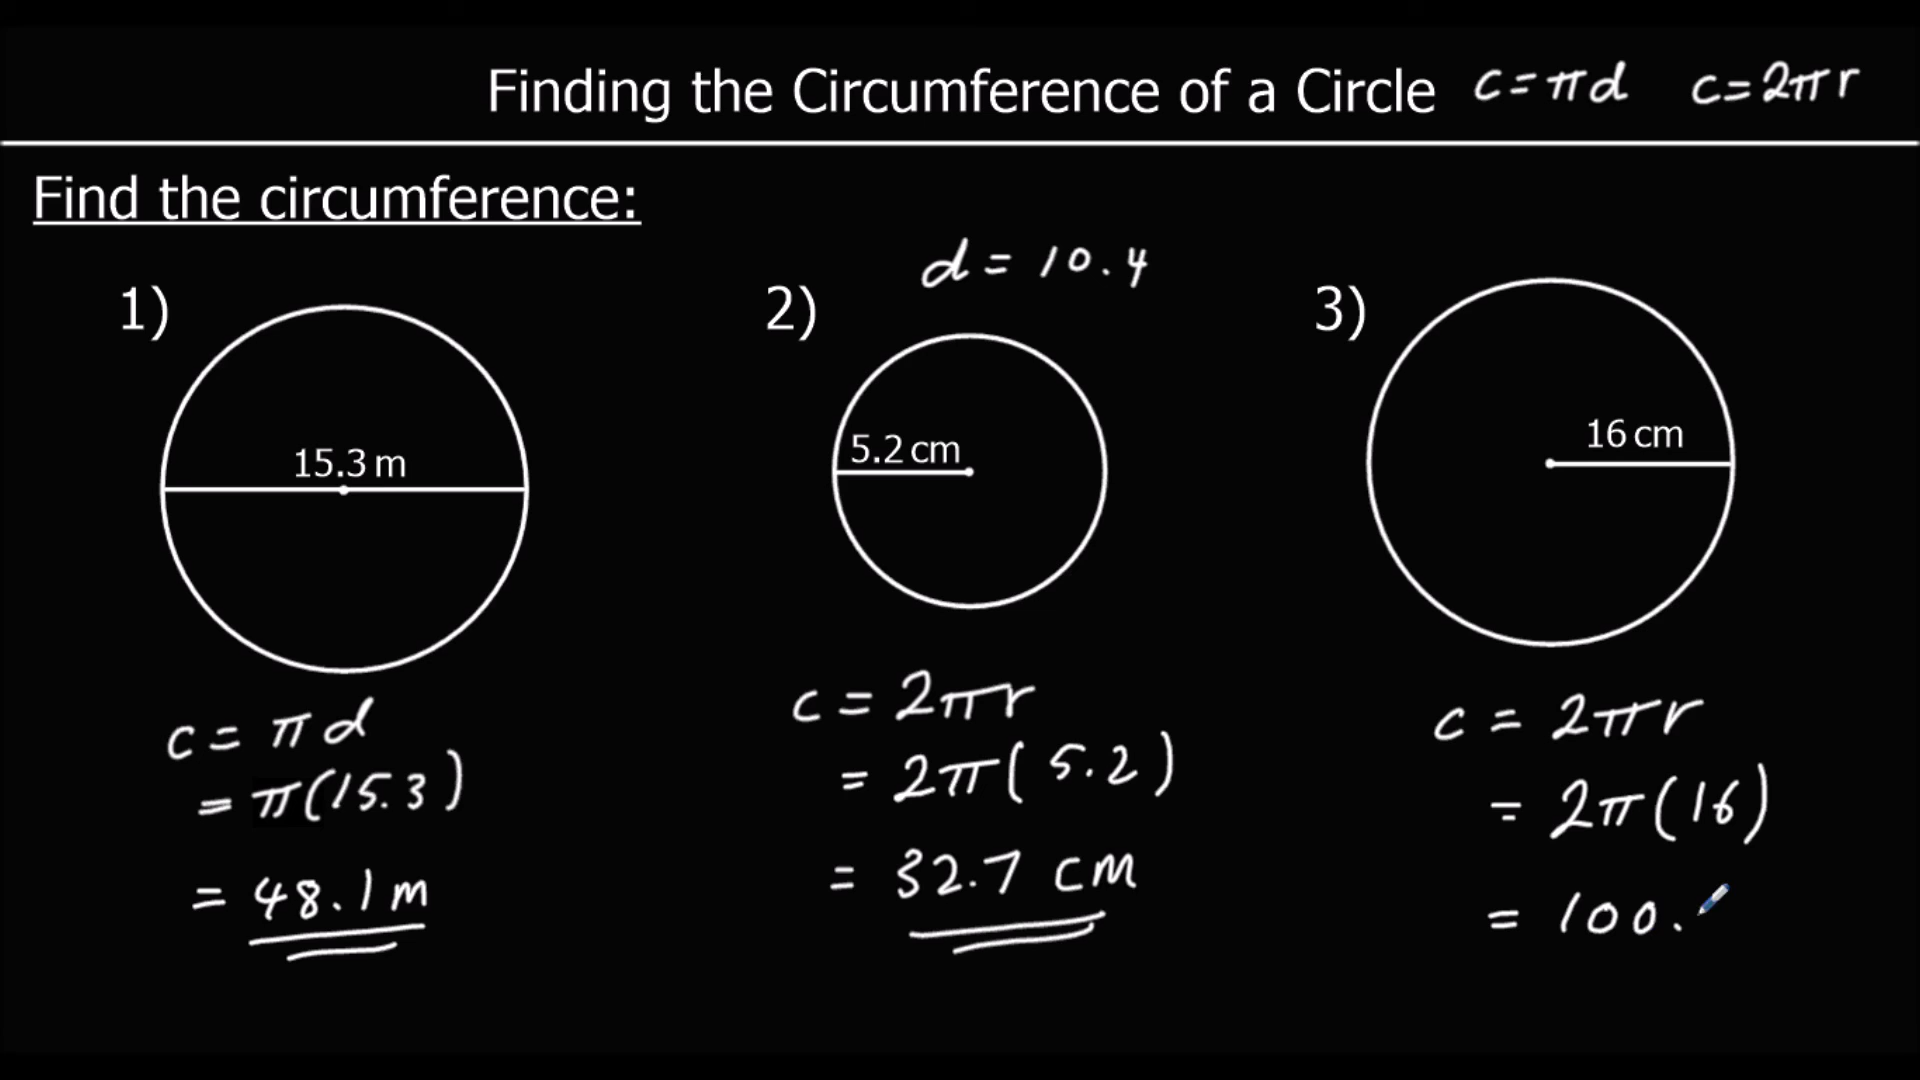 Finding the Circumference of a Circle c=πd c=2πr
Find the circumference:
1)
15.3 m
c = πd
= π(15.3)
= 48.1 m
2)
d = 10.4
5.2 cm
c = 2πr
= 2π(5.2)
= 32.7 cm
3)
16 cm
c = 2πr
= 2π(16)
= 100.